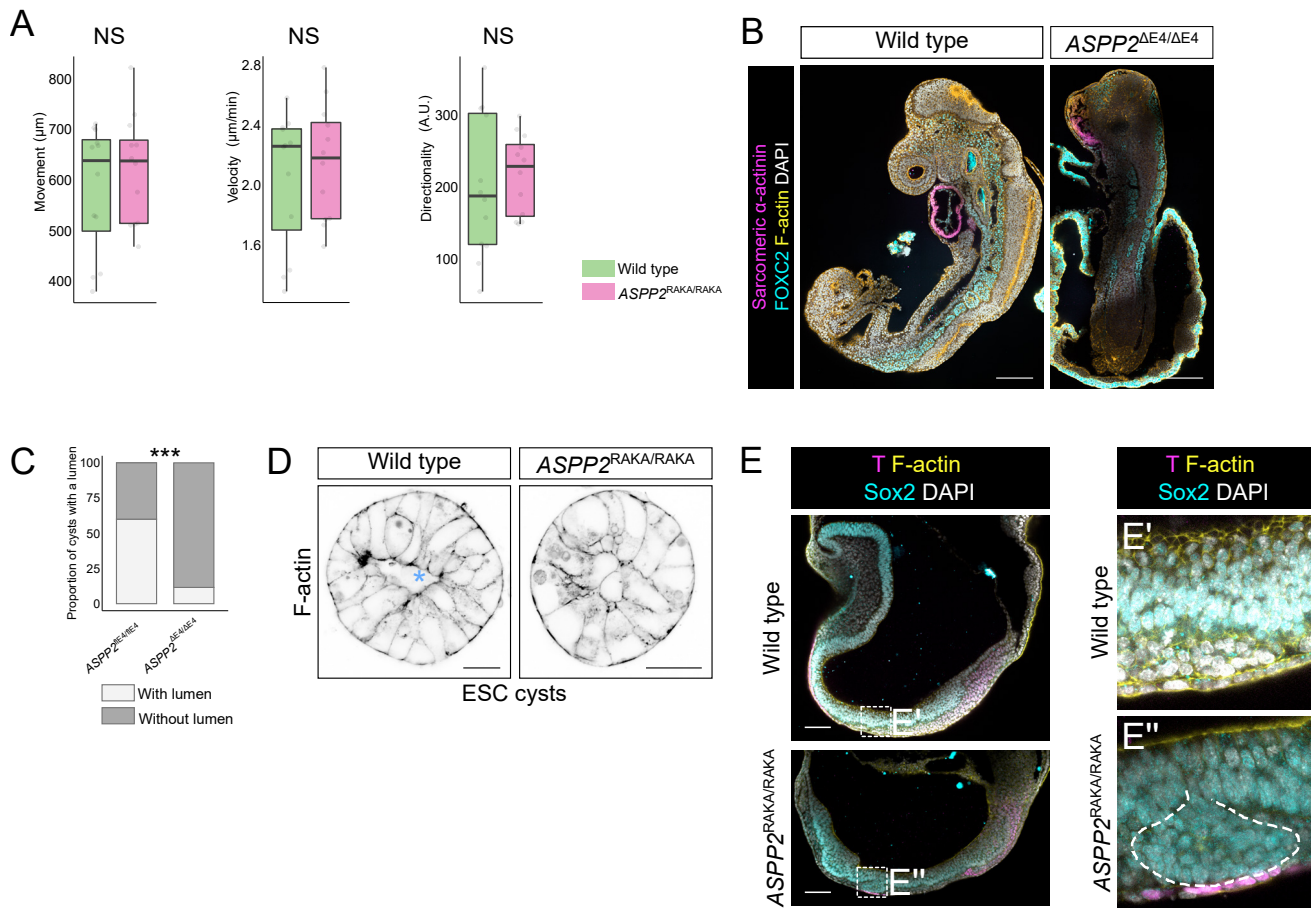 A
NS
NS
NS
Movement (μm)
800
700
600
500
400
Velocity (μm/min)
2.8
2.4
2.0
1.6
Directionality (A.U.)
300
200
100
Wild type
ASPP2RAKA/RAKA
B
Wild type
ASPP2ΔE4/ΔE4
Sarcomeric α-actinin
FOXC2 F-actin DAPI
C
***
Proportion of cysts with a lumen
100
75
50
25
0
ASPP2flE4/flE4
ASPP2ΔE4/ΔE4
With lumen
Without lumen
D
Wild type
ASPP2RAKA/RAKA
F-actin
*
ESC cysts
E
T F-actin
Sox2 DAPI
Wild type
E'
ASPP2RAKA/RAKA
E"
T F-actin
Sox2 DAPI
Wild type
E'
ASPP2RAKA/RAKA
E"